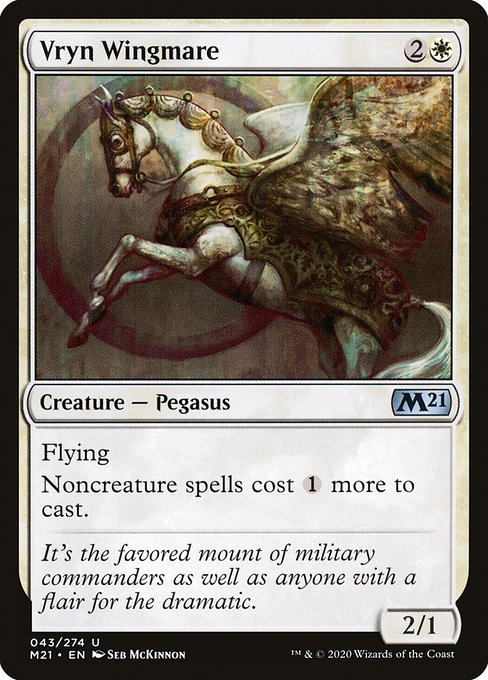 Vryn Wingmare 2
Creature — Pegasus M21
Flying
Noncreature spells cost 1 more to
cast.
It's the favored mount of military
commanders as well as anyone with a
flair for the dramatic.
2/1
043/274 U
M21 • EN Seb McKinnon ™ & © 2020 Wizards of the Coast